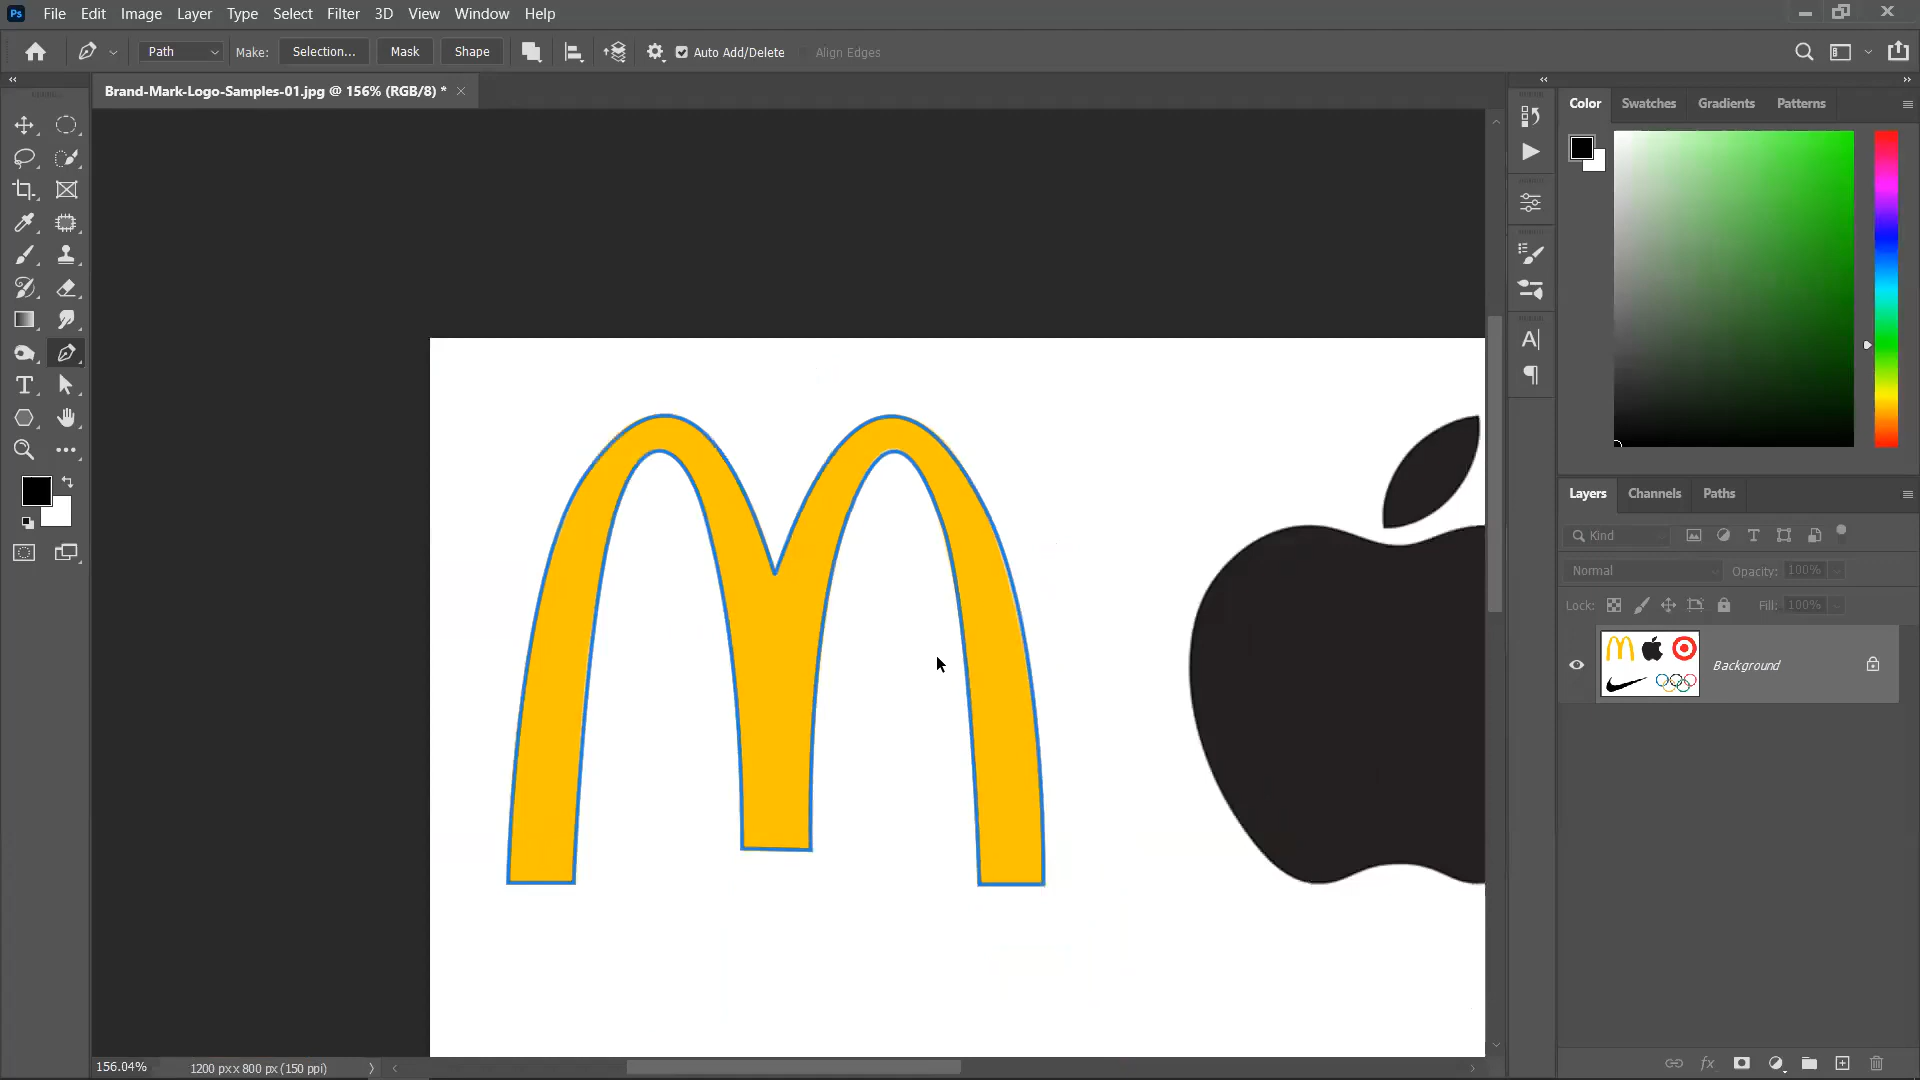 Ps File Edit Image Layer Type Select Filter 3D View Window Help
Path Make: Selection... Mask Shape Auto Add/Delete Align Edges
Brand-Mark-Logo-Samples-01.jpg @ 156% (RGB/8) *
Color Swatches Gradients Patterns
Layers Channels Paths
Kind
Normal Opacity: 100%
Lock: Fill: 100%
Background
fx
156.04% 1200 px x 800 px (150 ppi)